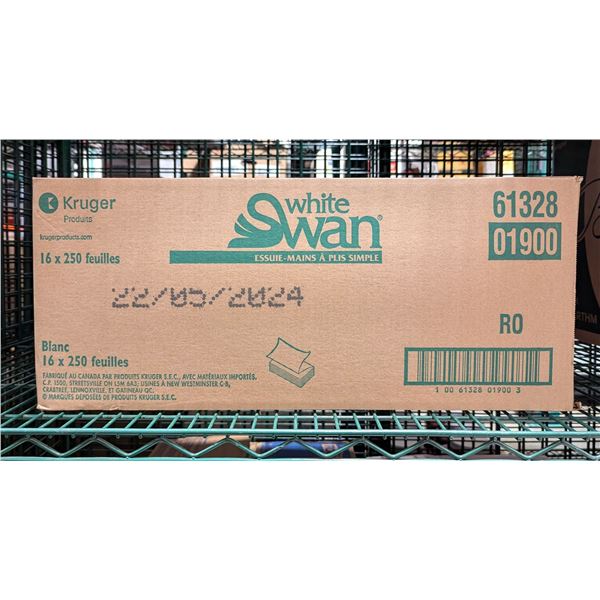 Kruger
Produits
krugerproducts.com
16 x 250 feuilles
white
Swan®
ESSUIE-MAINS À PLIS SIMPLE
61328
01900
22/05/2024
RO
Blanc
16 x 250 feuilles
FABRIQUÉ AU CANADA PAR PRODUITS KRUGER S.E.C., AVEC MATÉRIAUX IMPORTÉS.
C.P. 1500, STREETSVILLE ON L5M 6A3; USINES À NEW WESTMINSTER C-B,
CRABTREE, LENNOXVILLE, ET GATINEAU QC.
® MARQUES DÉPOSÉES DE PRODUITS KRUGER S.E.C.
1 00 61328 01900 3